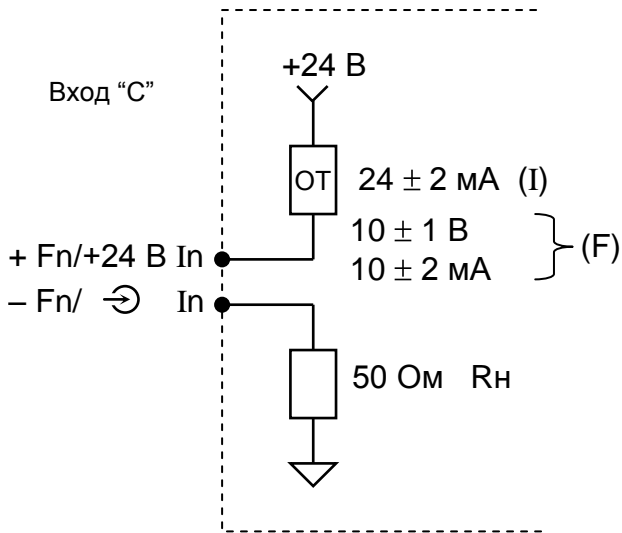 +24 В
Вход “С”
ОТ
24 ± 2 мА (I)
10 ± 1 В
10 ± 2 мА
(F)
+ Fn/+24 В In
– Fn/ In
50 Ом Rн